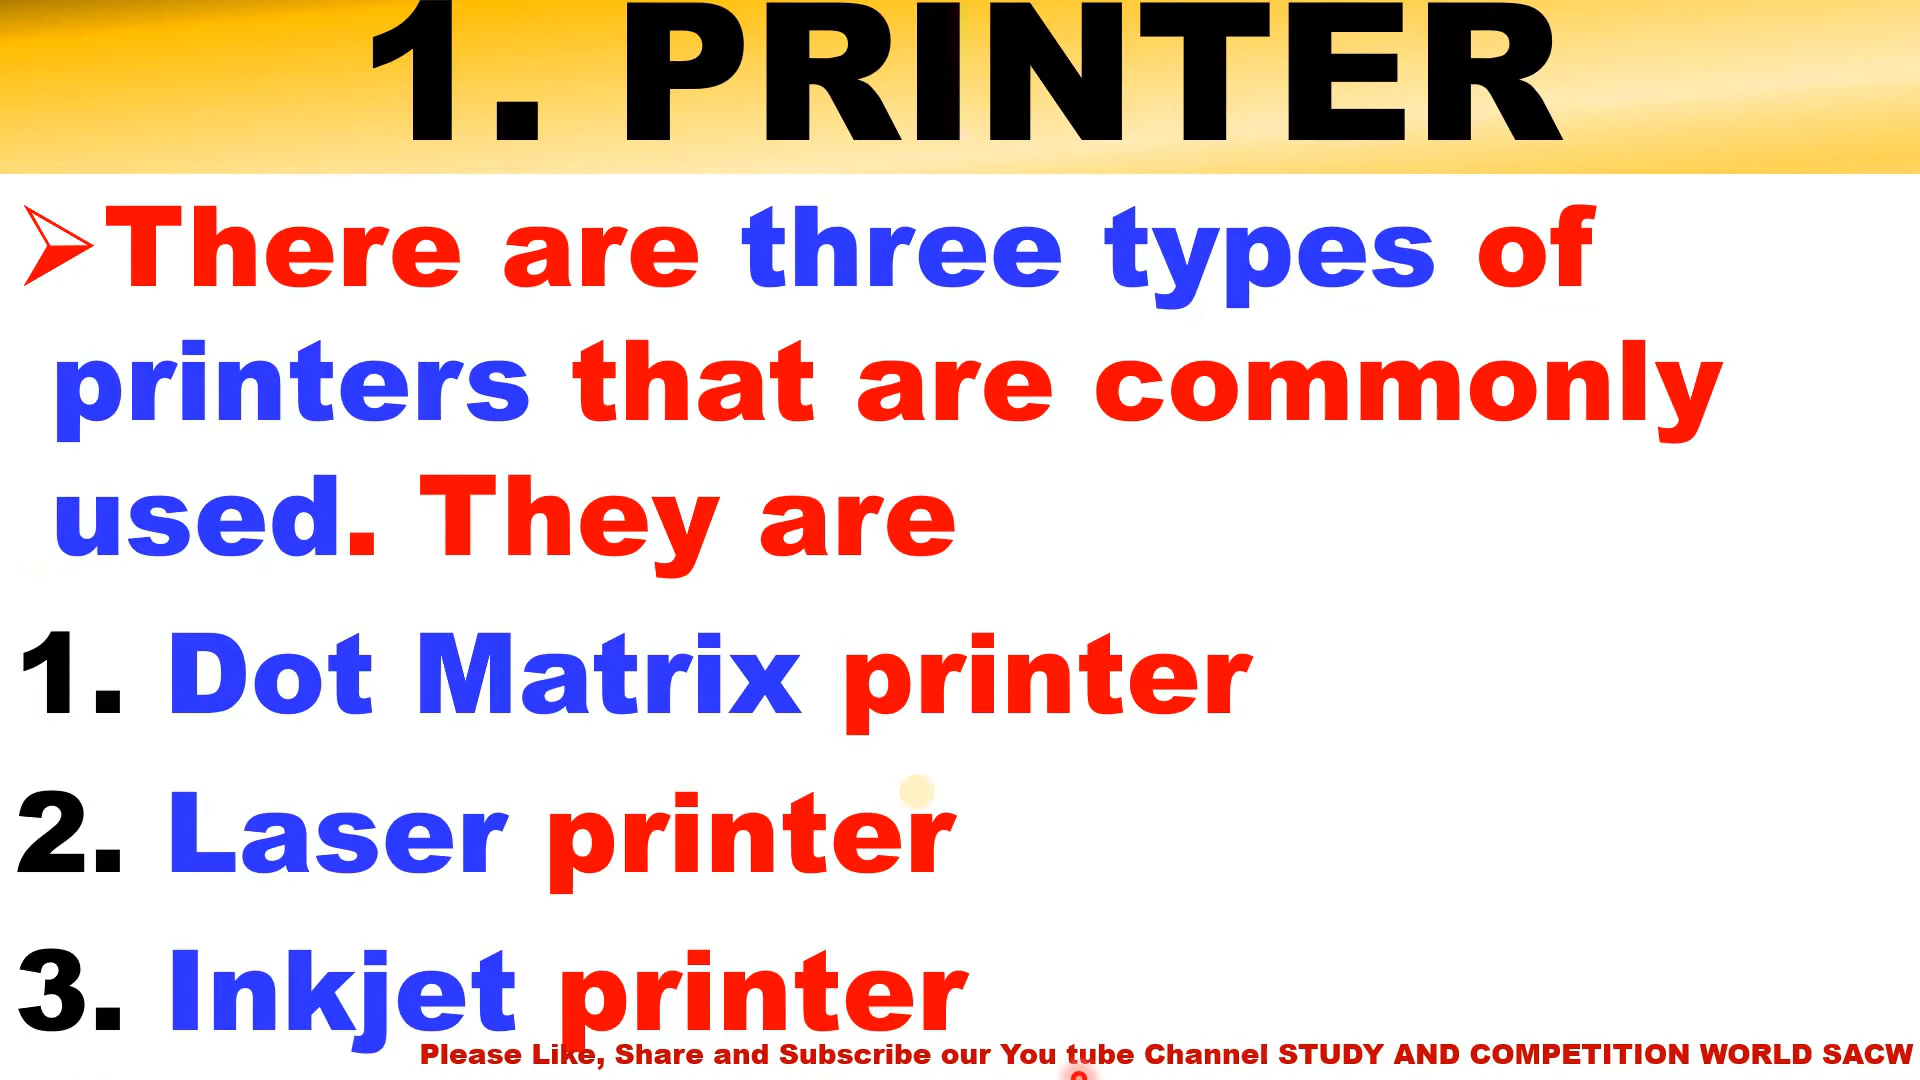 1. PRINTER
➢There are three types of
printers that are commonly
used. They are
1. Dot Matrix printer
2. Laser printer
3. Inkjet printer
Please Like, Share and Subscribe our You tube Channel STUDY AND COMPETITION WORLD SACW